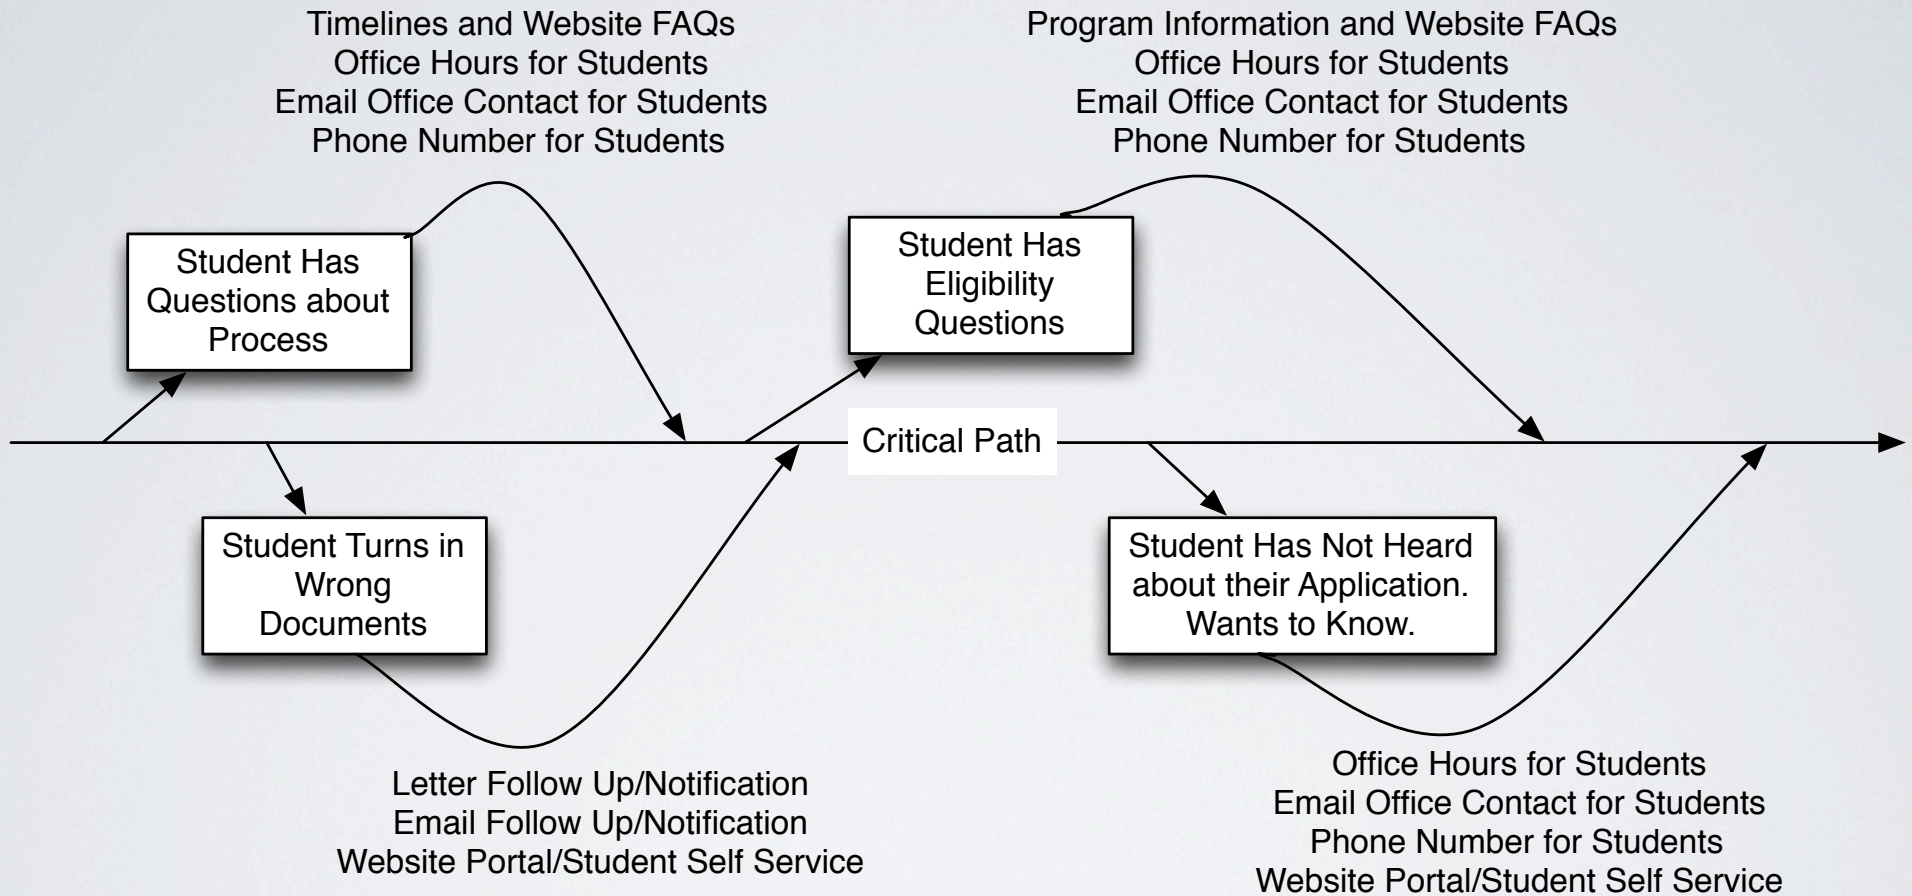 Timelines and Website FAQs
Office Hours for Students
Email Office Contact for Students
Phone Number for Students
Program Information and Website FAQs
Office Hours for Students
Email Office Contact for Students
Phone Number for Students
Student Has
Questions about
Process
Student Has
Eligibility
Questions
Critical Path
Student Turns in
Wrong
Documents
Student Has Not Heard
about their Application.
Wants to Know.
Letter Follow Up/Notification
Email Follow Up/Notification
Website Portal/Student Self Service
Office Hours for Students
Email Office Contact for Students
Phone Number for Students
Website Portal/Student Self Service